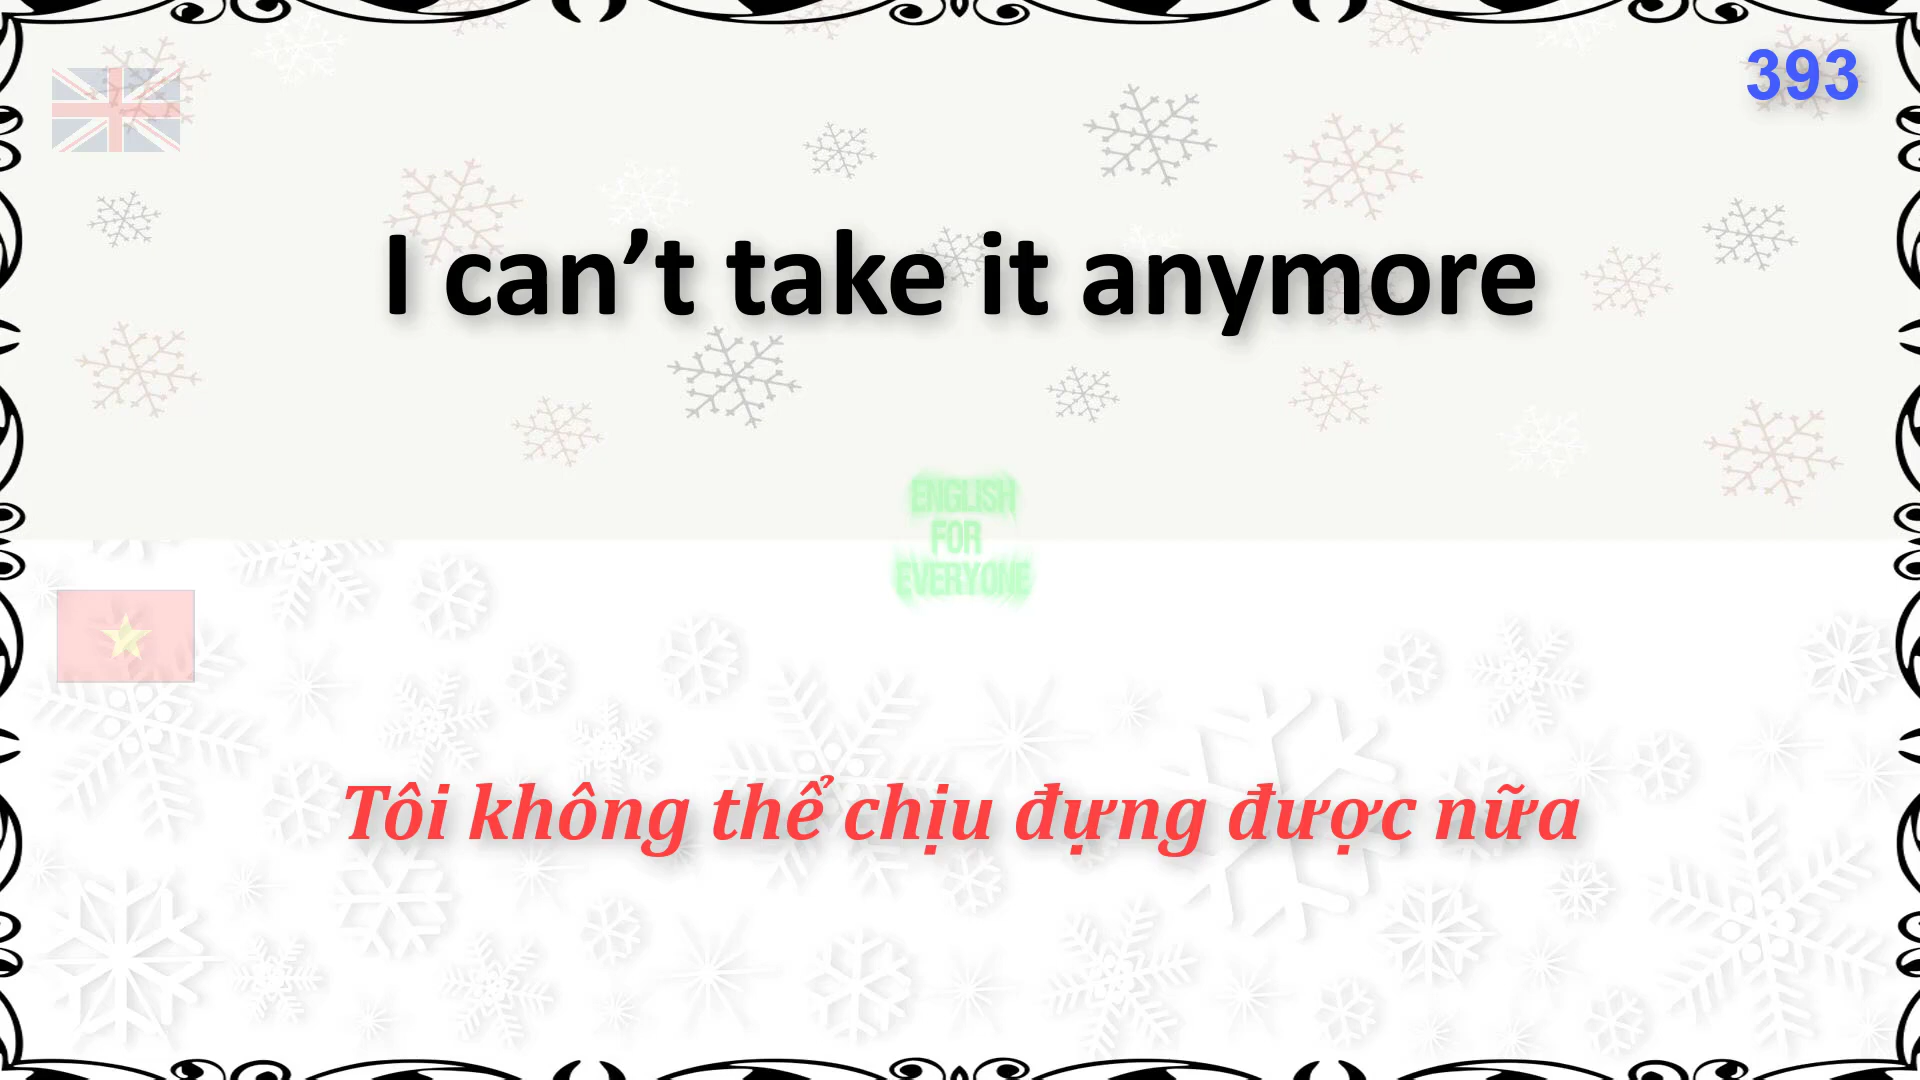 393
I can’t take it anymore
ENGLISH
FOR
EVERYONE
Tôi không thể chịu đựng được nữa